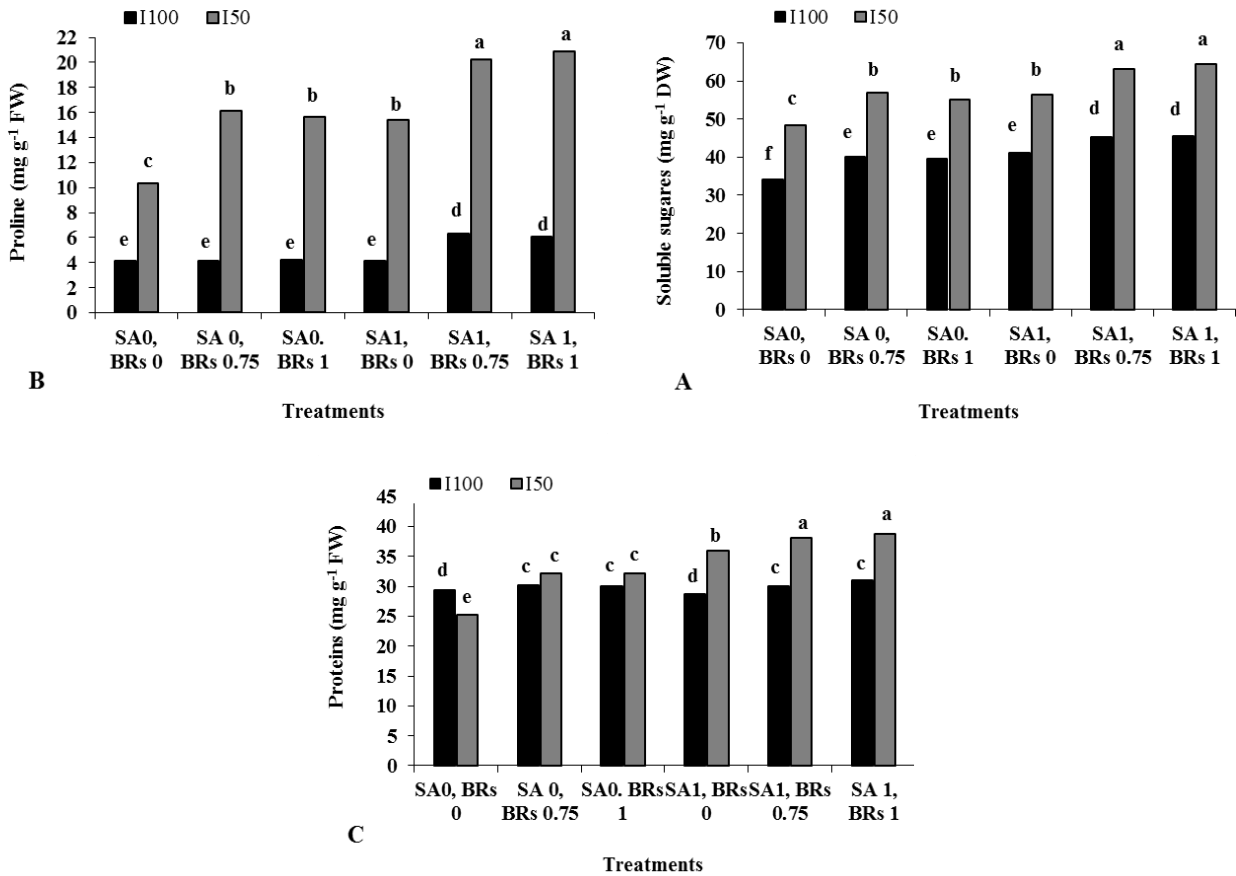 I100 I50
Proline (mg g-1 FW)
22
20
18
16
14
12
10
8
6
4
2
0
e c e b e b e b d a d a
SA0, SA 0, SA0. SA1, SA1, SA 1,
BRs 0 BRs 0.75 BRs 1 BRs 0 BRs 0.75 BRs 1
B
Treatments
I100 I50
Soluble sugares (mg g-1 DW)
70
60
50
40
30
20
10
0
f c e b e b e b d a d a
SA0, SA 0, SA0. SA1, SA1, SA 1,
BRs 0 BRs 0.75 BRs 1 BRs 0 BRs 0.75 BRs 1
A
Treatments
I100 I50
Proteins (mg g-1 FW)
45
40
35
30
25
20
15
10
5
0
d e c c c c d b c a c a
SA0, BRs SA 0, SA0. BRs SA1, BRs SA1, BRs SA 1,
0 BRs 0.75 1 0 0.75 BRs 1
C
Treatments